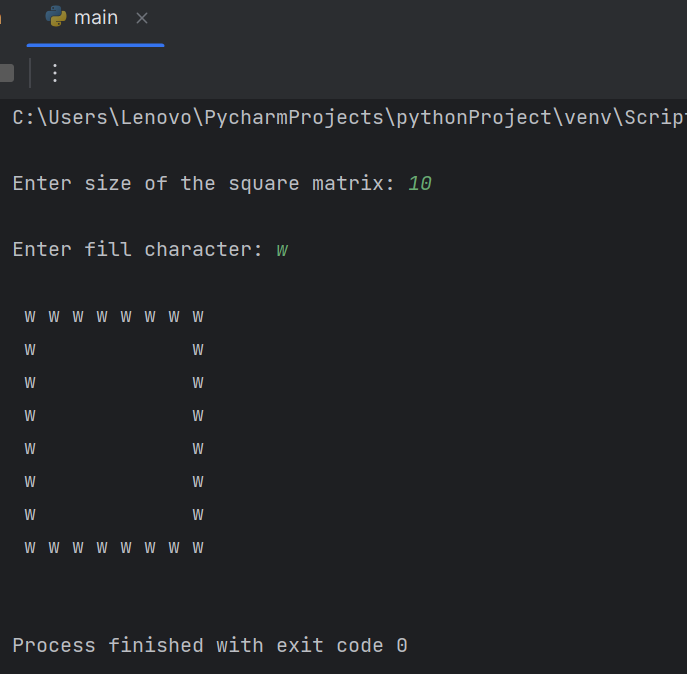 main
C:\Users\Lenovo\PycharmProjects\pythonProject\venv\Script
Enter size of the square matrix: 10
Enter fill character: w
w w w w w w w w
w w
w w
w w
w w
w w
w w
w w w w w w w w
Process finished with exit code 0